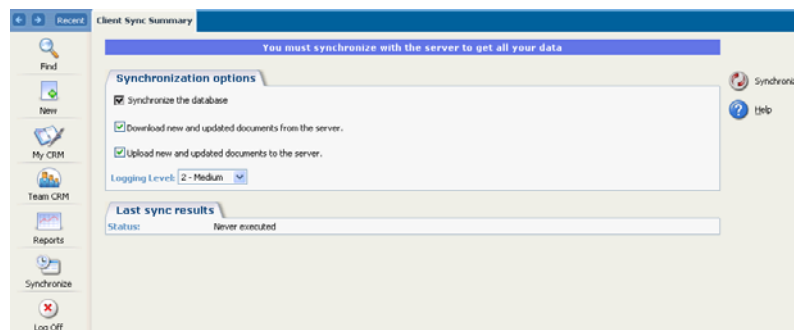 Recent Client Sync Summary
You must synchronize with the server to get all your data
Find
New
My CRM
Team CRM
Reports
Synchronize
Log Off
Synchronization options
Synchronize the database
Download new and updated documents from the server.
Upload new and updated documents to the server.
Logging Level: 2 - Medium
Last sync results
Status: Never executed
Synchroni
Help